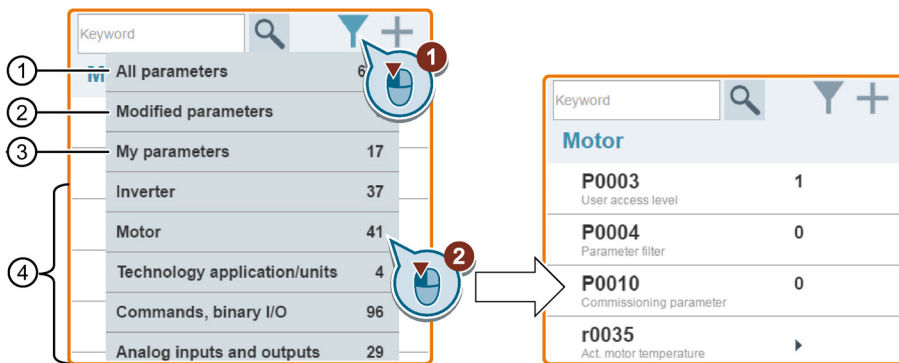 Keyword
1
M
1 All parameters 6
2 Modified parameters
3 My parameters 17
4
Inverter 37
Motor 41
2
Technology application/units 4
Commands, binary I/O 96
Analog inputs and outputs 29
Keyword
Motor
P0003 1
User access level
P0004 0
Parameter filter
P0010 0
Commissioning parameter
r0035
Act. motor temperature